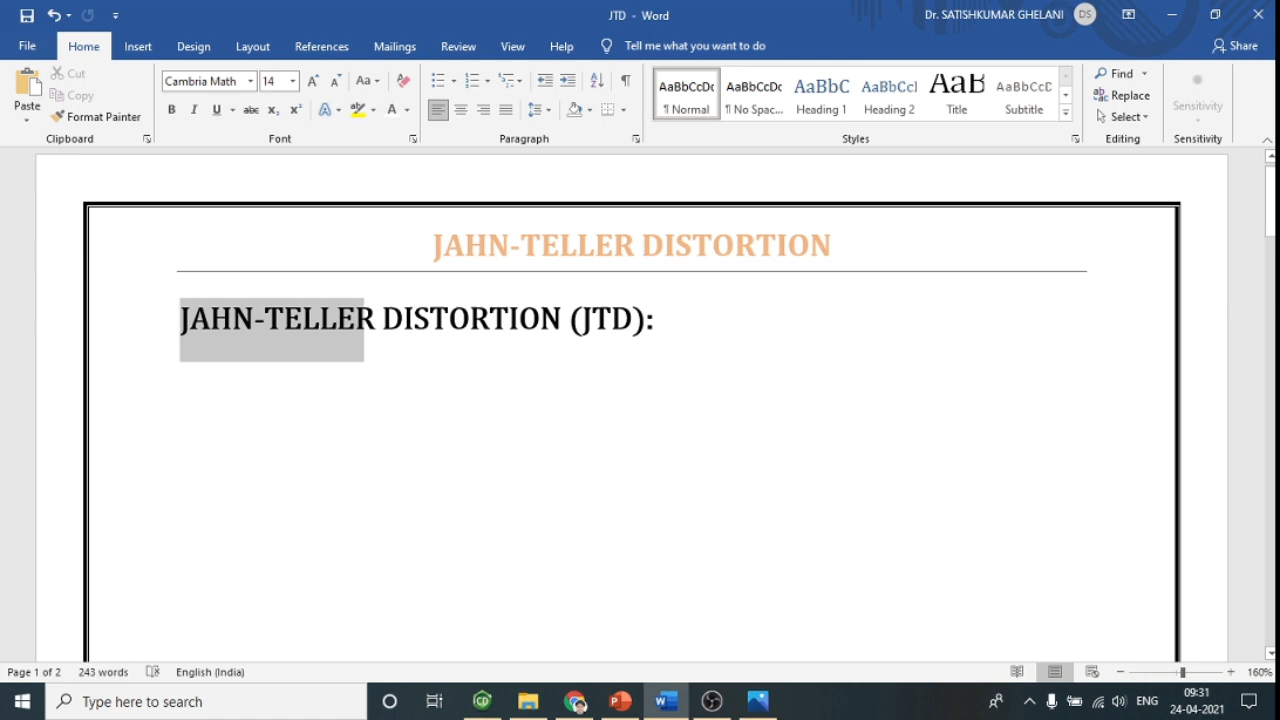 JTD - Word
Dr. SATISHKUMAR GHELANI DS
File Home Insert Design Layout References Mailings Review View Help Tell me what you want to do Share
Paste
Cut
Copy
Format Painter
Clipboard
Cambria Math 14
Font
Paragraph
AaBbCcDc AaBbCcDc AaBbC AaBbCcl AaB AaBbCcC
¶ Normal ¶ No Spac... Heading 1 Heading 2 Title Subtitle
Styles
Find
Replace
Select
Editing
Sensitivity
Sensitivity
JAHN-TELLER DISTORTION
JAHN-TELLER DISTORTION (JTD):
Page 1 of 2 243 words English (India) 160%
Type here to search
ENG
09:31
24-04-2021